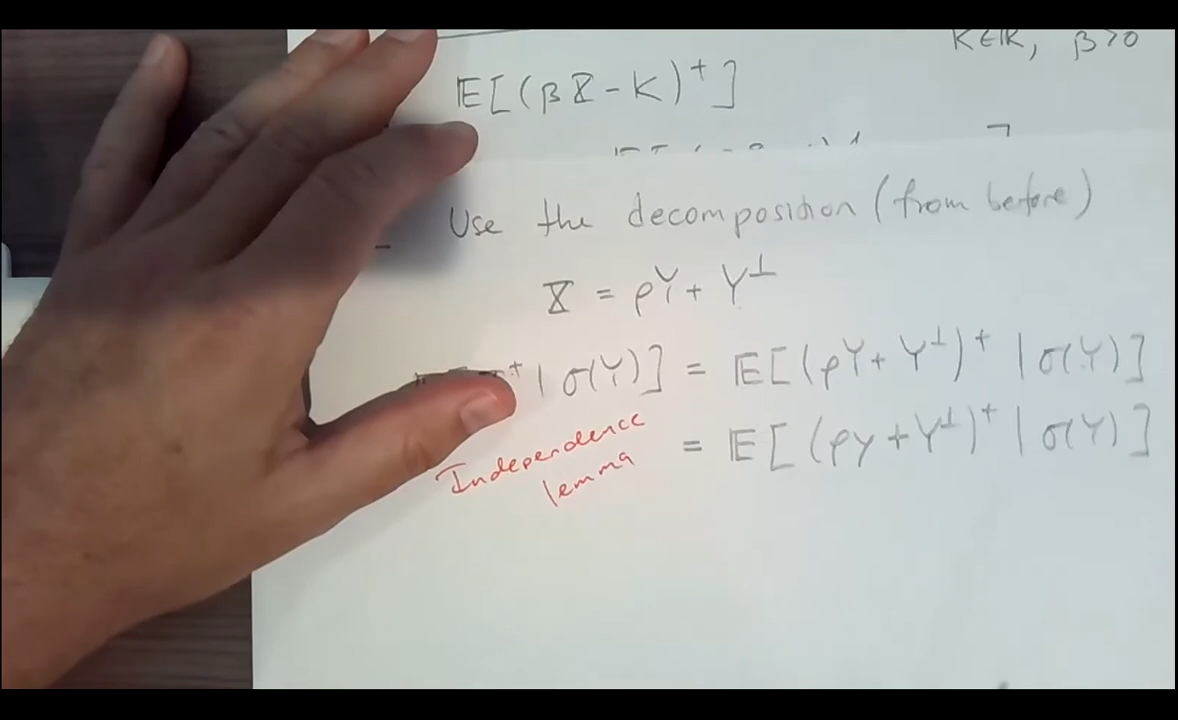 K∈ℝ, β>0
𝔼[(βX-K)⁺]
Use the decomposition (from before)
X = ρY + Y^⊥
⁺ | σ(Y)] = 𝔼[(ρY + Y^⊥)⁺ | σ(Y)]
Independence
lemma
= 𝔼[(ρy + Y^⊥)⁺ | σ(Y)]